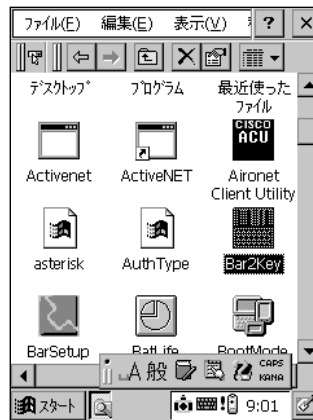 ファイル(F) 編集(E) 表示(V) ? ×
デスクトップ プログラム 最近使った
ファイル
CISCO
ACU
Activenet ActiveNET Aironet
Client Utility
asterisk AuthType Bar2Key
BarSetup BatLife BootMode
A 般 CAPS
KANA
スタート 9:01